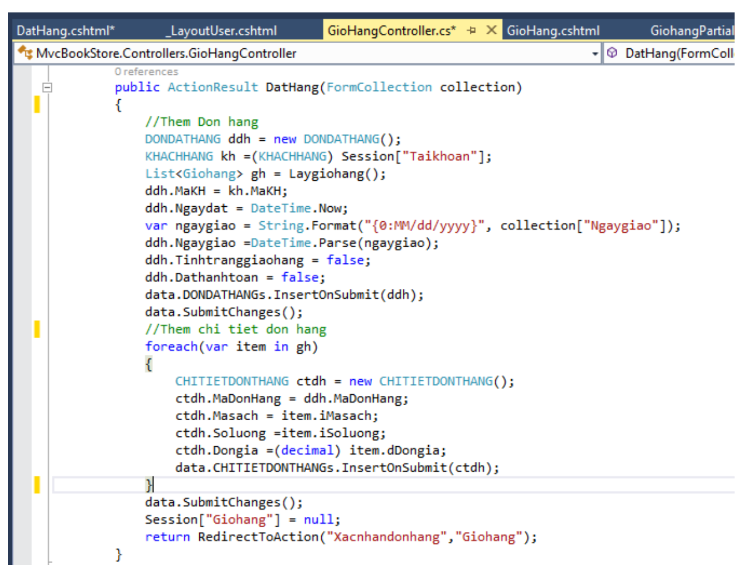 DatHang.cshtml* _LayoutUser.cshtml GioHangController.cs* GioHang.cshtml GiohangPartial
MvcBookStore.Controllers.GioHangController DatHang(FormColl
0 references
public ActionResult DatHang(FormCollection collection)
{
//Them Don hang
DONDATHANG ddh = new DONDATHANG();
KHACHHANG kh =(KHACHHANG) Session["Taikhoan"];
List<Giohang> gh = Laygiohang();
ddh.MaKH = kh.MaKH;
ddh.Ngaydat = DateTime.Now;
var ngaygiao = String.Format("{0:MM/dd/yyyy}", collection["Ngaygiao"]);
ddh.Ngaygiao =DateTime.Parse(ngaygiao);
ddh.Tinhtranggiaohang = false;
ddh.Dathanhtoan = false;
data.DONDATHANGs.InsertOnSubmit(ddh);
data.SubmitChanges();
//Them chi tiet don hang
foreach(var item in gh)
{
CHITIETDONTHANG ctdh = new CHITIETDONTHANG();
ctdh.MaDonHang = ddh.MaDonHang;
ctdh.Masach = item.iMasach;
ctdh.Soluong =item.iSoluong;
ctdh.Dongia =(decimal) item.dDongia;
data.CHITIETDONTHANGs.InsertOnSubmit(ctdh);
}
data.SubmitChanges();
Session["Giohang"] = null;
return RedirectToAction("Xacnhandonhang","Giohang");
}